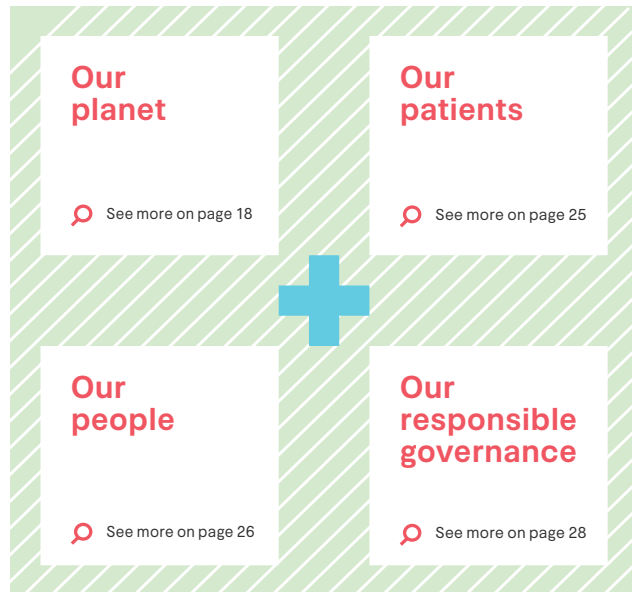 Our
planet
See more on page 18
Our
patients
See more on page 25
Our
people
See more on page 26
Our
responsible
governance
See more on page 28